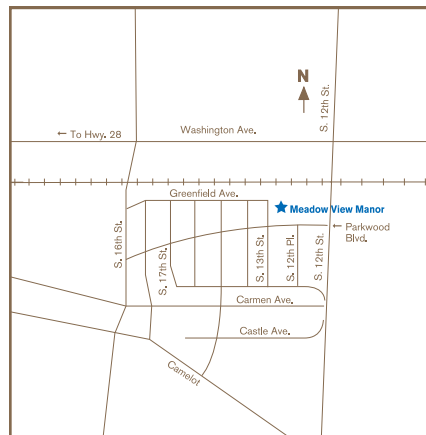 N
S. 12th St.
Washington Ave.
← To Hwy. 28
Greenfield Ave.
Meadow View Manor
← Parkwood
Blvd.
S. 16th St.
S. 17th St.
S. 13th St.
S. 12th Pl.
S. 12th St.
Carmen Ave.
Castle Ave.
Camelot